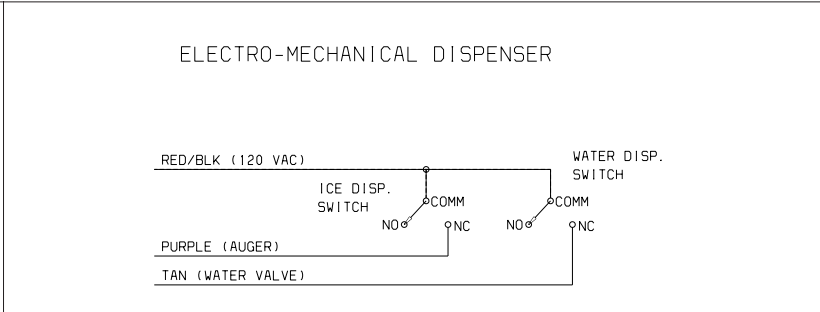 ELECTRO-MECHANICAL DISPENSER
RED/BLK (120 VAC)
WATER DISP.
SWITCH
ICE DISP.
SWITCH
COMM
COMM
NO
NC
NO
NC
PURPLE (AUGER)
TAN (WATER VALVE)